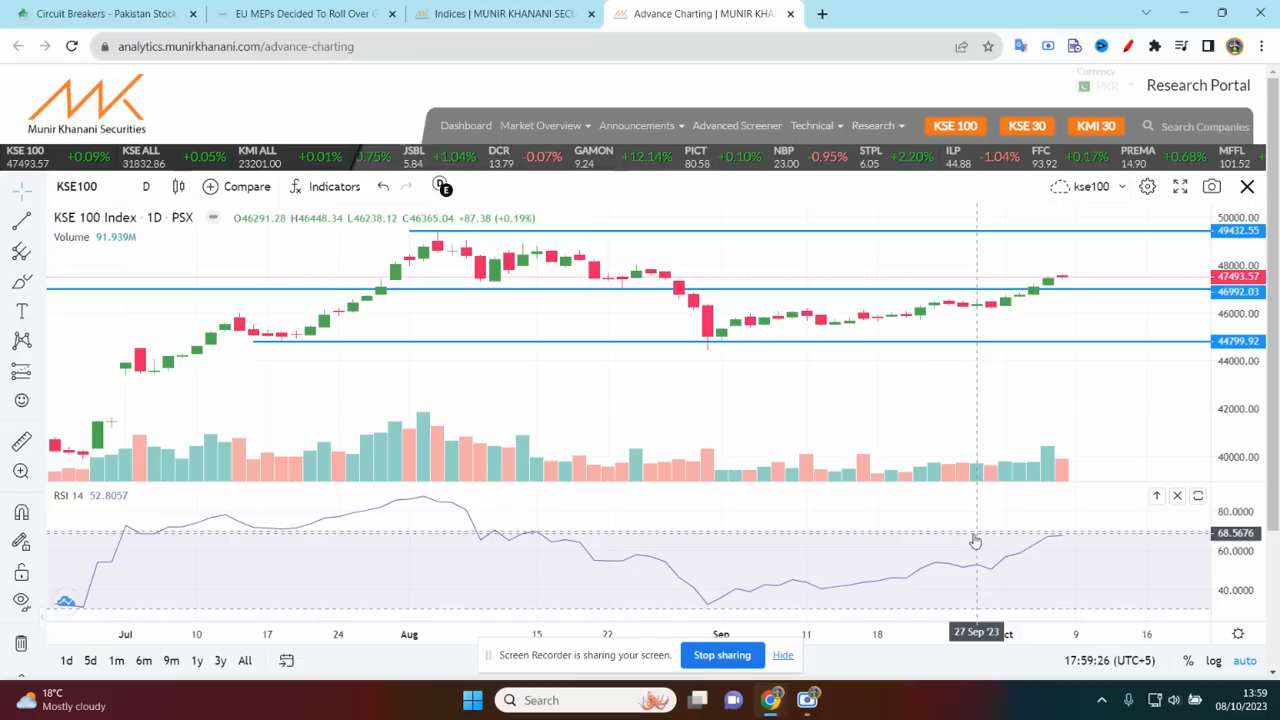 Circuit Breakers - Pakistan Stock
EU MEPs Decided To Roll Over
Indices | MUNIR KHANANI SECU
Advance Charting | MUNIR KHAN
analytics.munirkhanani.com/advance-charting
Currency
PKR
Research Portal
Munir Khanani Securities
Dashboard Market Overview Announcements Advanced Screener Technical Research KSE 100 KSE 30 KMI 30 Search Companies
KSE 100 47493.57 +0.09% KSE ALL 31832.86 +0.05% KMI ALL 23201.00 +0.01% 3.75% JSBL 5.84 +1.04% DCR 13.79 -0.07% GAMON 9.24 +12.14% PICT 80.58 +0.10% NBP 23.00 -0.95% STPL 6.05 +2.20% ILP 44.88 -1.04% FFC 93.92 +0.17% PREMA 14.90 +0.68% MFFL 101.52
KSE100 D Compare Indicators D E kse100
KSE 100 Index · 1D · PSX O46291.28 H46448.34 L46238.12 C46365.04 +87.38 (+0.19%)
Volume 91.939M
50000.00
49432.55
48000.00
47493.57
46992.03
46000.00
44799.92
44000.00
42000.00
40000.00
RSI 14 52.8057
80.0000
68.5676
60.0000
40.0000
Jul 10 17 24 Aug 15 22 Sep 11 18 27 Sep '23 ct 9 16
1d 5d 1m 6m 9m 1y 3y All
Screen Recorder is sharing your screen. Stop sharing Hide
17:59:26 (UTC+5) % log auto
18°C
Mostly cloudy
Search
13:59
08/10/2023